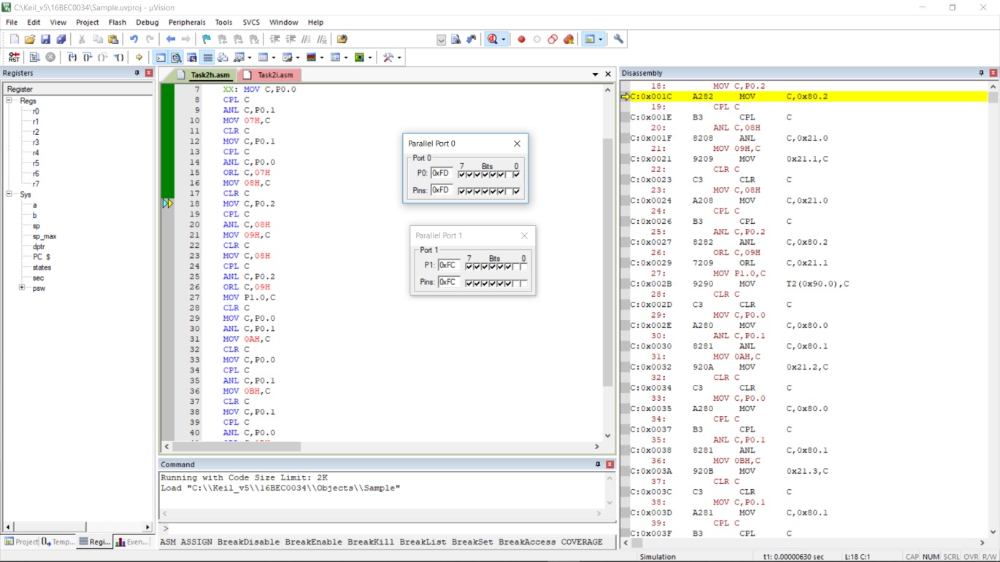 C:\Keil_v5\16BEC0034\Sample.uvproj - µVision
File Edit View Project Flash Debug Peripherals Tools SVCS Window Help
Registers
Register
Regs
r0
r1
r2
r3
r4
r5
r6
r7
Sys
a
b
sp
sp_max
dptr
PC $
states
sec
psw
Project Temp... Regi... Even...
Task2h.asm Task2i.asm
7 XX: MOV C,P0.0
8 CPL C
9 ANL C,P0.1
10 MOV 07H,C
11 CLR C
12 MOV C,P0.1
13 CPL C
14 ANL C,P0.0
15 ORL C,07H
16 MOV 08H,C
17 CLR C
18 MOV C,P0.2
19 CPL C
20 ANL C,08H
21 MOV 09H,C
22 CLR C
23 MOV C,08H
24 CPL C
25 ANL C,P0.2
26 ORL C,09H
27 MOV P1.0,C
28 CLR C
29 MOV C,P0.0
30 ANL C,P0.1
31 MOV 0AH,C
32 CLR C
33 MOV C,P0.0
34 CPL C
35 ANL C,P0.1
36 MOV 0BH,C
37 CLR C
38 MOV C,P0.1
39 CPL C
40 ANL C,P0.0
Parallel Port 0
Port 0
7 Bits 0
P0: 0xFD
Pins: 0xFD
Parallel Port 1
Port 1
7 Bits 0
P1: 0xFC
Pins: 0xFC
Command
Running with Code Size Limit: 2K
Load "C:\\Keil_v5\\16BEC0034\\Objects\\Sample"
>
ASM ASSIGN BreakDisable BreakEnable BreakKill BreakList BreakSet BreakAccess COVERAGE
Disassembly
18: MOV C,P0.2
C:0x001C A282 MOV C,0x80.2
19: CPL C
C:0x001E B3 CPL C
20: ANL C,08H
C:0x001F 8208 ANL C,0x21.0
21: MOV 09H,C
C:0x0021 9209 MOV 0x21.1,C
22: CLR C
C:0x0023 C3 CLR C
23: MOV C,08H
C:0x0024 A208 MOV C,0x21.0
24: CPL C
C:0x0026 B3 CPL C
25: ANL C,P0.2
C:0x0027 8282 ANL C,0x80.2
26: ORL C,09H
C:0x0029 7209 ORL C,0x21.1
27: MOV P1.0,C
C:0x002B 9290 MOV T2(0x90.0),C
28: CLR C
C:0x002D C3 CLR C
29: MOV C,P0.0
C:0x002E A280 MOV C,0x80.0
30: ANL C,P0.1
C:0x0030 8281 ANL C,0x80.1
31: MOV 0AH,C
C:0x0032 920A MOV 0x21.2,C
32: CLR C
C:0x0034 C3 CLR C
33: MOV C,P0.0
C:0x0035 A280 MOV C,0x80.0
34: CPL C
C:0x0037 B3 CPL C
35: ANL C,P0.1
C:0x0038 8281 ANL C,0x80.1
36: MOV 0BH,C
C:0x003A 920B MOV 0x21.3,C
37: CLR C
C:0x003C C3 CLR C
38: MOV C,P0.1
C:0x003D A281 MOV C,0x80.1
39: CPL C
C:0x003F B3 CPL C
Simulation t1: 0.00000630 sec L:18 C:1 CAP NUM SCRL OVR R/W